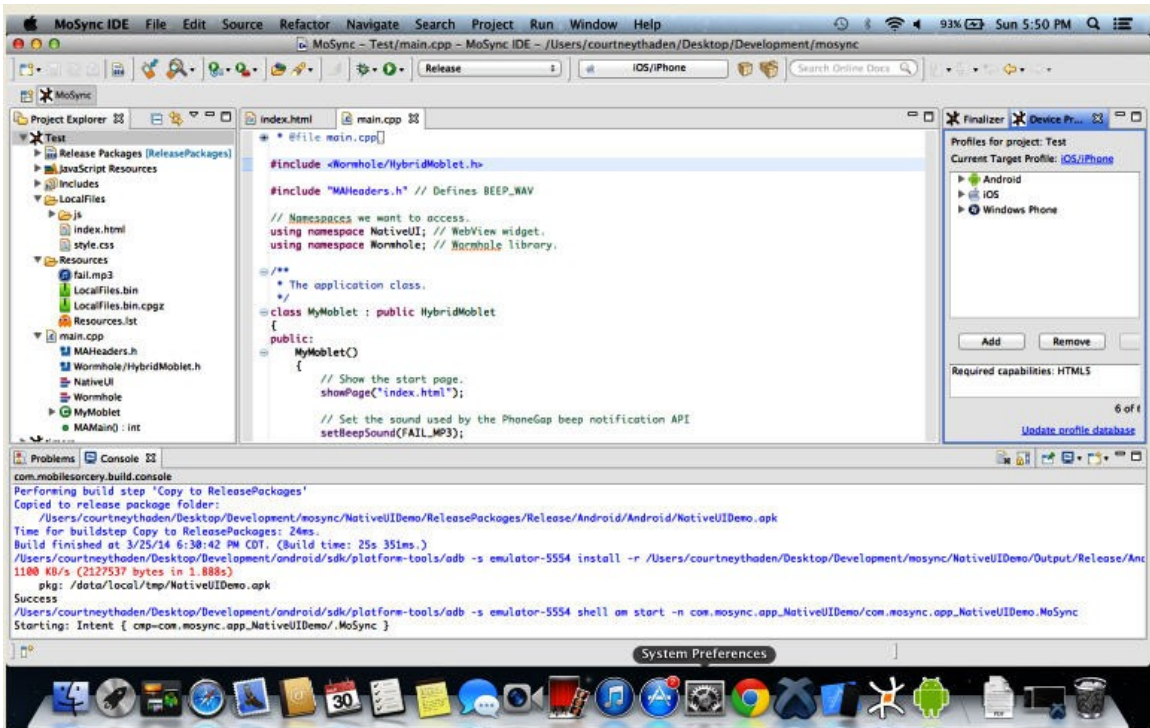 MoSync IDE File Edit Source Refactor Navigate Search Project Run Window Help 93% Sun 5:50 PM
MoSync - Test/main.cpp - MoSync IDE - /Users/courtneythaden/Desktop/Development/mosync
Release iOS/iPhone Search Online Docs
MoSync
Project Explorer
Test
Release Packages [ReleasePackages]
JavaScript Resources
Includes
LocalFiles
js
index.html
style.css
Resources
fail.mp3
LocalFiles.bin
LocalFiles.bin.cpgz
Resources.lst
main.cpp
MAHeaders.h
Wormhole/HybridMoblet.h
NativeUI
Wormhole
MyMoblet
MAMain() : int
index.html main.cpp
* @file main.cpp
#include <Wormhole/HybridMoblet.h>
#include "MAHeaders.h" // Defines BEEP_WAV
// Namespaces we want to access.
using namespace NativeUI; // WebView widget.
using namespace Wormhole; // Wormhole library.
/**
* The application class.
*/
class MyMoblet : public HybridMoblet
{
public:
MyMoblet()
{
// Show the start page.
showPage("index.html");
// Set the sound used by the PhoneGap beep notification API
setBeepSound(FAIL_MP3);
Finalizer Device Pr...
Profiles for project: Test
Current Target Profile: iOS/iPhone
Android
iOS
Windows Phone
Add Remove
Required capabilities: HTML5
6 of
Update profile database
Problems Console
com.mobilesorcery.build.console
Performing build step 'Copy to ReleasePackages'
Copied to release package folder:
/Users/courtneythaden/Desktop/Development/mosync/NativeUIDemo/ReleasePackages/Release/Android/Android/NativeUIDemo.apk
Time for buildstep Copy to ReleasePackages: 24ms.
Build finished at 3/25/14 6:30:42 PM CDT. (Build time: 25s 351ms.)
/Users/courtneythaden/Desktop/Development/android/sdk/platform-tools/adb -s emulator-5554 install -r /Users/courtneythaden/Desktop/Development/mosync/NativeUIDemo/Output/Release/Anc
1100 KB/s (2127537 bytes in 1.888s)
pkg: /data/local/tmp/NativeUIDemo.apk
Success
/Users/courtneythaden/Desktop/Development/android/sdk/platform-tools/adb -s emulator-5554 shell am start -n com.mosync.app_NativeUIDemo/com.mosync.app_NativeUIDemo.MoSync
Starting: Intent { cmp=com.mosync.app_NativeUIDemo/.MoSync }
System Preferences
30